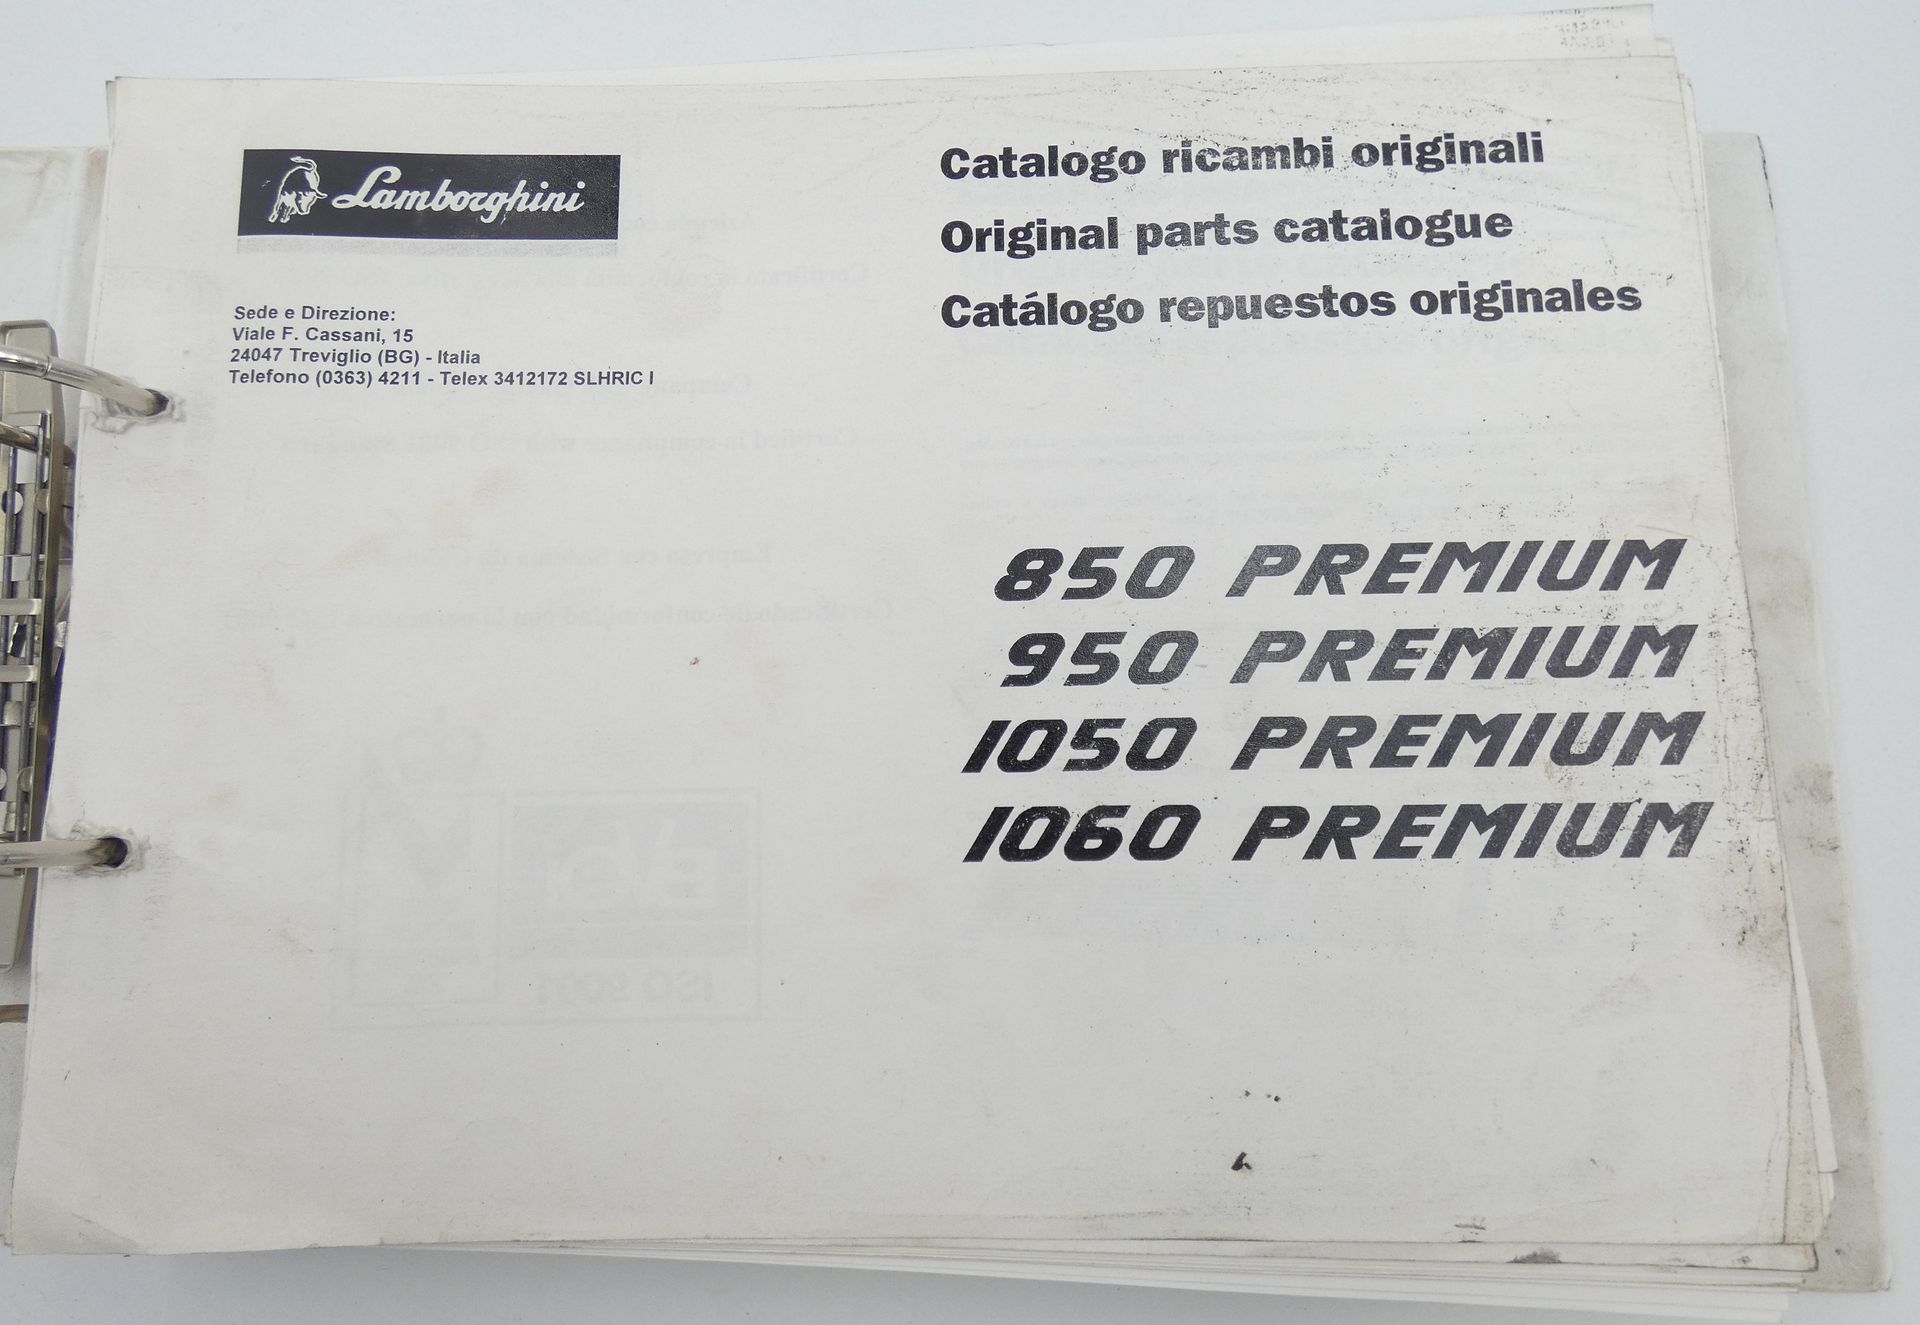 Lamborghini
Sede e Direzione:
Viale F. Cassani, 15
24047 Treviglio (BG) - Italia
Telefono (0363) 4211 - Telex 3412172 SLHRIC I
Catalogo ricambi originali
Original parts catalogue
Catálogo repuestos originales
850 PREMIUM
950 PREMIUM
1050 PREMIUM
1060 PREMIUM